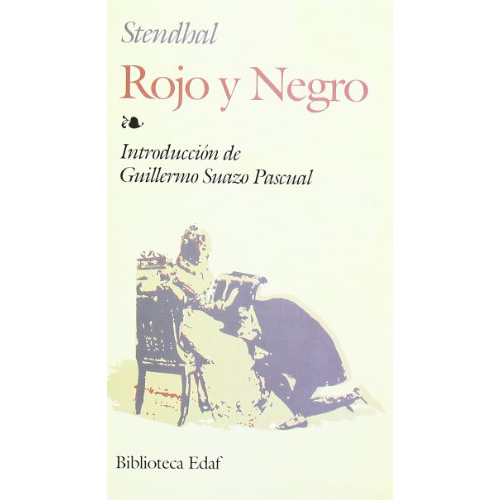 Stendhal
Rojo y Negro
Introducción de
Guillermo Suazo Pascual
Biblioteca Edaf